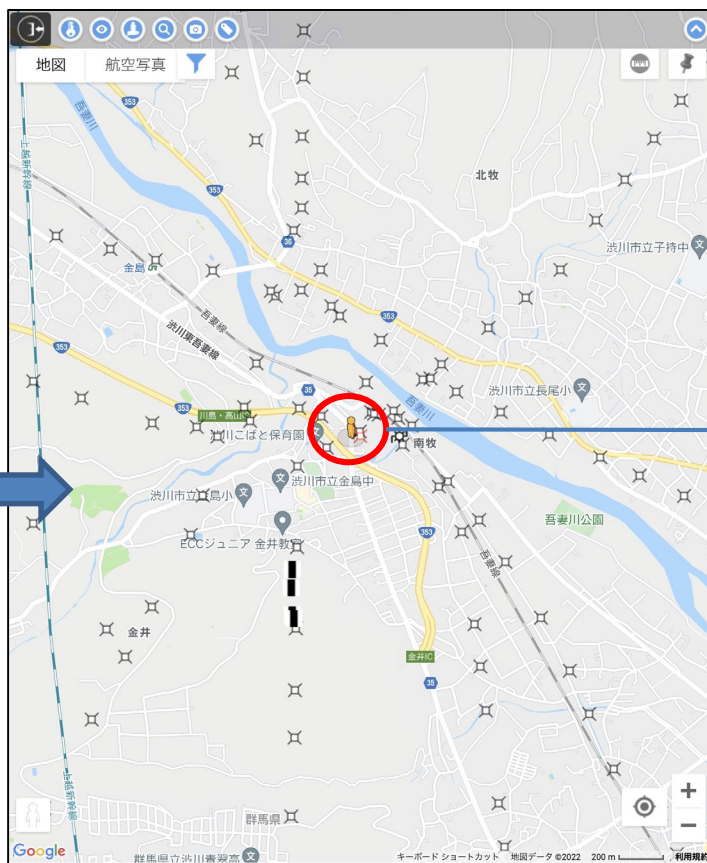 地図
航空写真
353
吾妻川
上越新幹線
353
北牧
36
渋川市立子持中
金島
吾妻線
353
渋川東吾妻線
353
35
渋川市立長尾小
353
川島・高山
渋川こばと保育園
吾妻川
南牧
渋川市立金島中
渋川市立金島小
吾妻川公園
353
ECCジュニア 金井教室
吾妻線
金井
金井IC
35
上越新幹線
群馬県
Google
群馬県立渋川青翠高
キーボード ショートカット
地図データ ©2022
200 m
利用規約